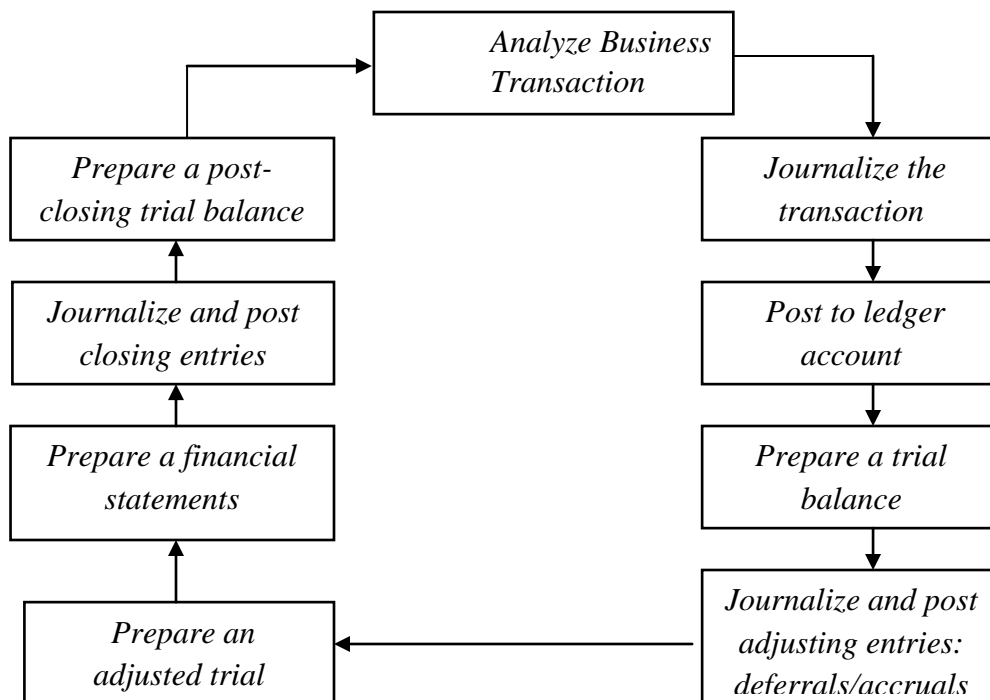 Analyze Business
Transaction
Journalize the
transaction
Post to ledger
account
Prepare a trial
balance
Journalize and post
adjusting entries:
deferrals/accruals
Prepare an
adjusted trial
Prepare a financial
statements
Journalize and post
closing entries
Prepare a post-
closing trial balance